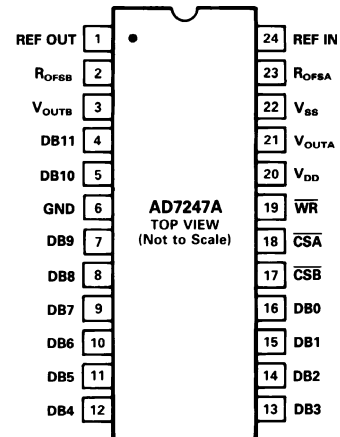 REF OUT 1 24 REF IN
ROFSB 2 23 ROFSA
VOUTB 3 22 VSS
DB11 4 21 VOUTA
DB10 5 20 VDD
GND 6 19 WR
AD7247A
TOP VIEW
(Not to Scale)
DB9 7 18 CSA
DB8 8 17 CSB
DB7 9 16 DB0
DB6 10 15 DB1
DB5 11 14 DB2
DB4 12 13 DB3